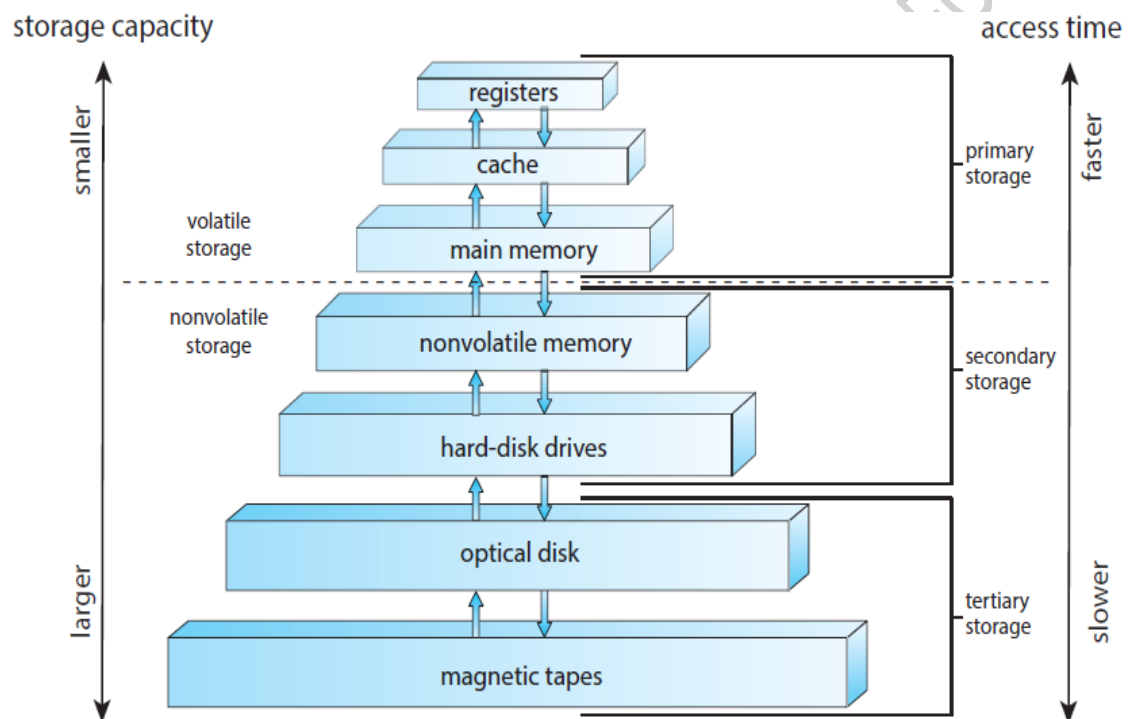 storage capacity
access time
smaller
larger
registers
cache
main memory
volatile
storage
nonvolatile
storage
nonvolatile memory
hard-disk drives
optical disk
magnetic tapes
primary
storage
secondary
storage
tertiary
storage
faster
slower